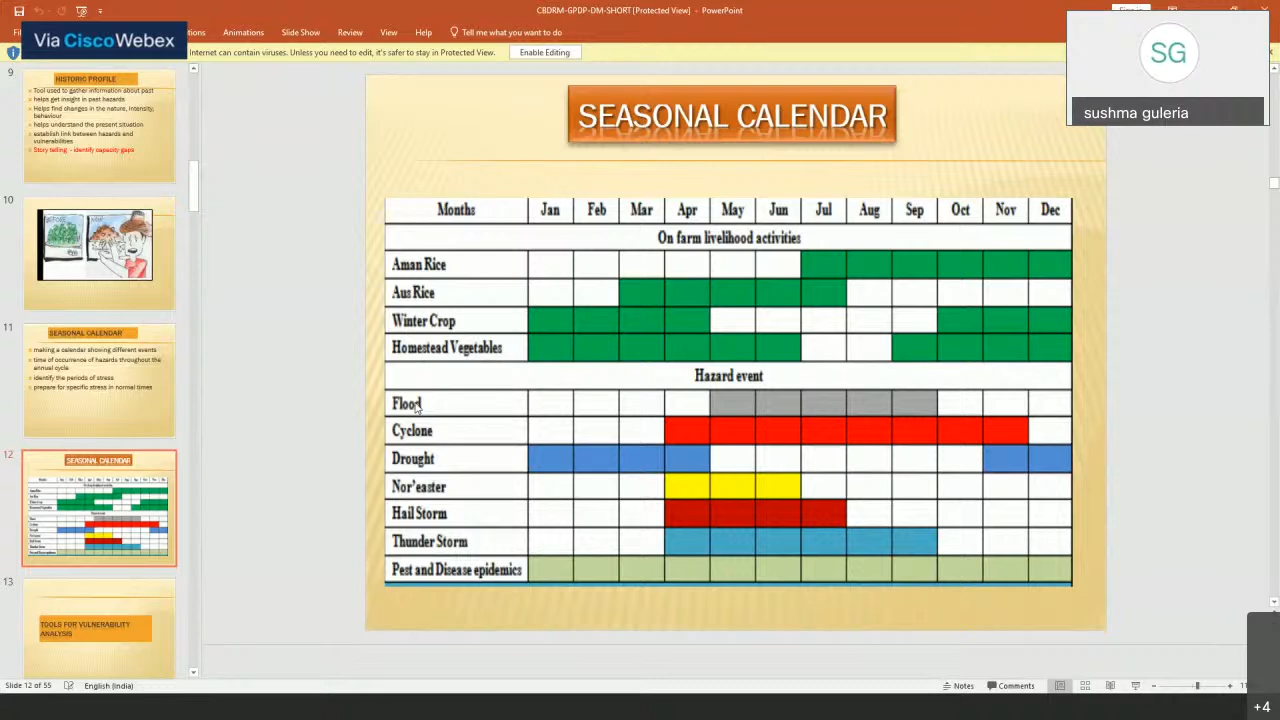 CBDRM-GPDP-DM-SHORT [Protected View] - PowerPoint
Via CiscoWebex
Animations Slide Show Review View Help Tell me what you want to do
Internet can contain viruses. Unless you need to edit, it's safer to stay in Protected View. Enable Editing
SG
sushma guleria
9
HISTORIC PROFILE
Tool used to gather information about past
helps get insight in past hazards
Helps find changes in the nature, intensity,
behaviour
helps understand the present situation
establish link between hazards and
vulnerabilities
Story telling - identify capacity gaps
10
11
SEASONAL CALENDAR
making a calendar showing different events
time of occurrence of hazards throughout the
annual cycle
identify the periods of stress
prepare for specific stress in normal times
12
SEASONAL CALENDAR
13
TOOLS FOR VULNERABILITY
ANALYSIS
SEASONAL CALENDAR
Months Jan Feb Mar Apr May Jun Jul Aug Sep Oct Nov Dec
On farm livelihood activities
Aman Rice
Aus Rice
Winter Crop
Homestead Vegetables
Hazard event
Flood
Cyclone
Drought
Nor'easter
Hail Storm
Thunder Storm
Pest and Disease epidemics
Slide 12 of 55 English (India) Notes Comments
+4